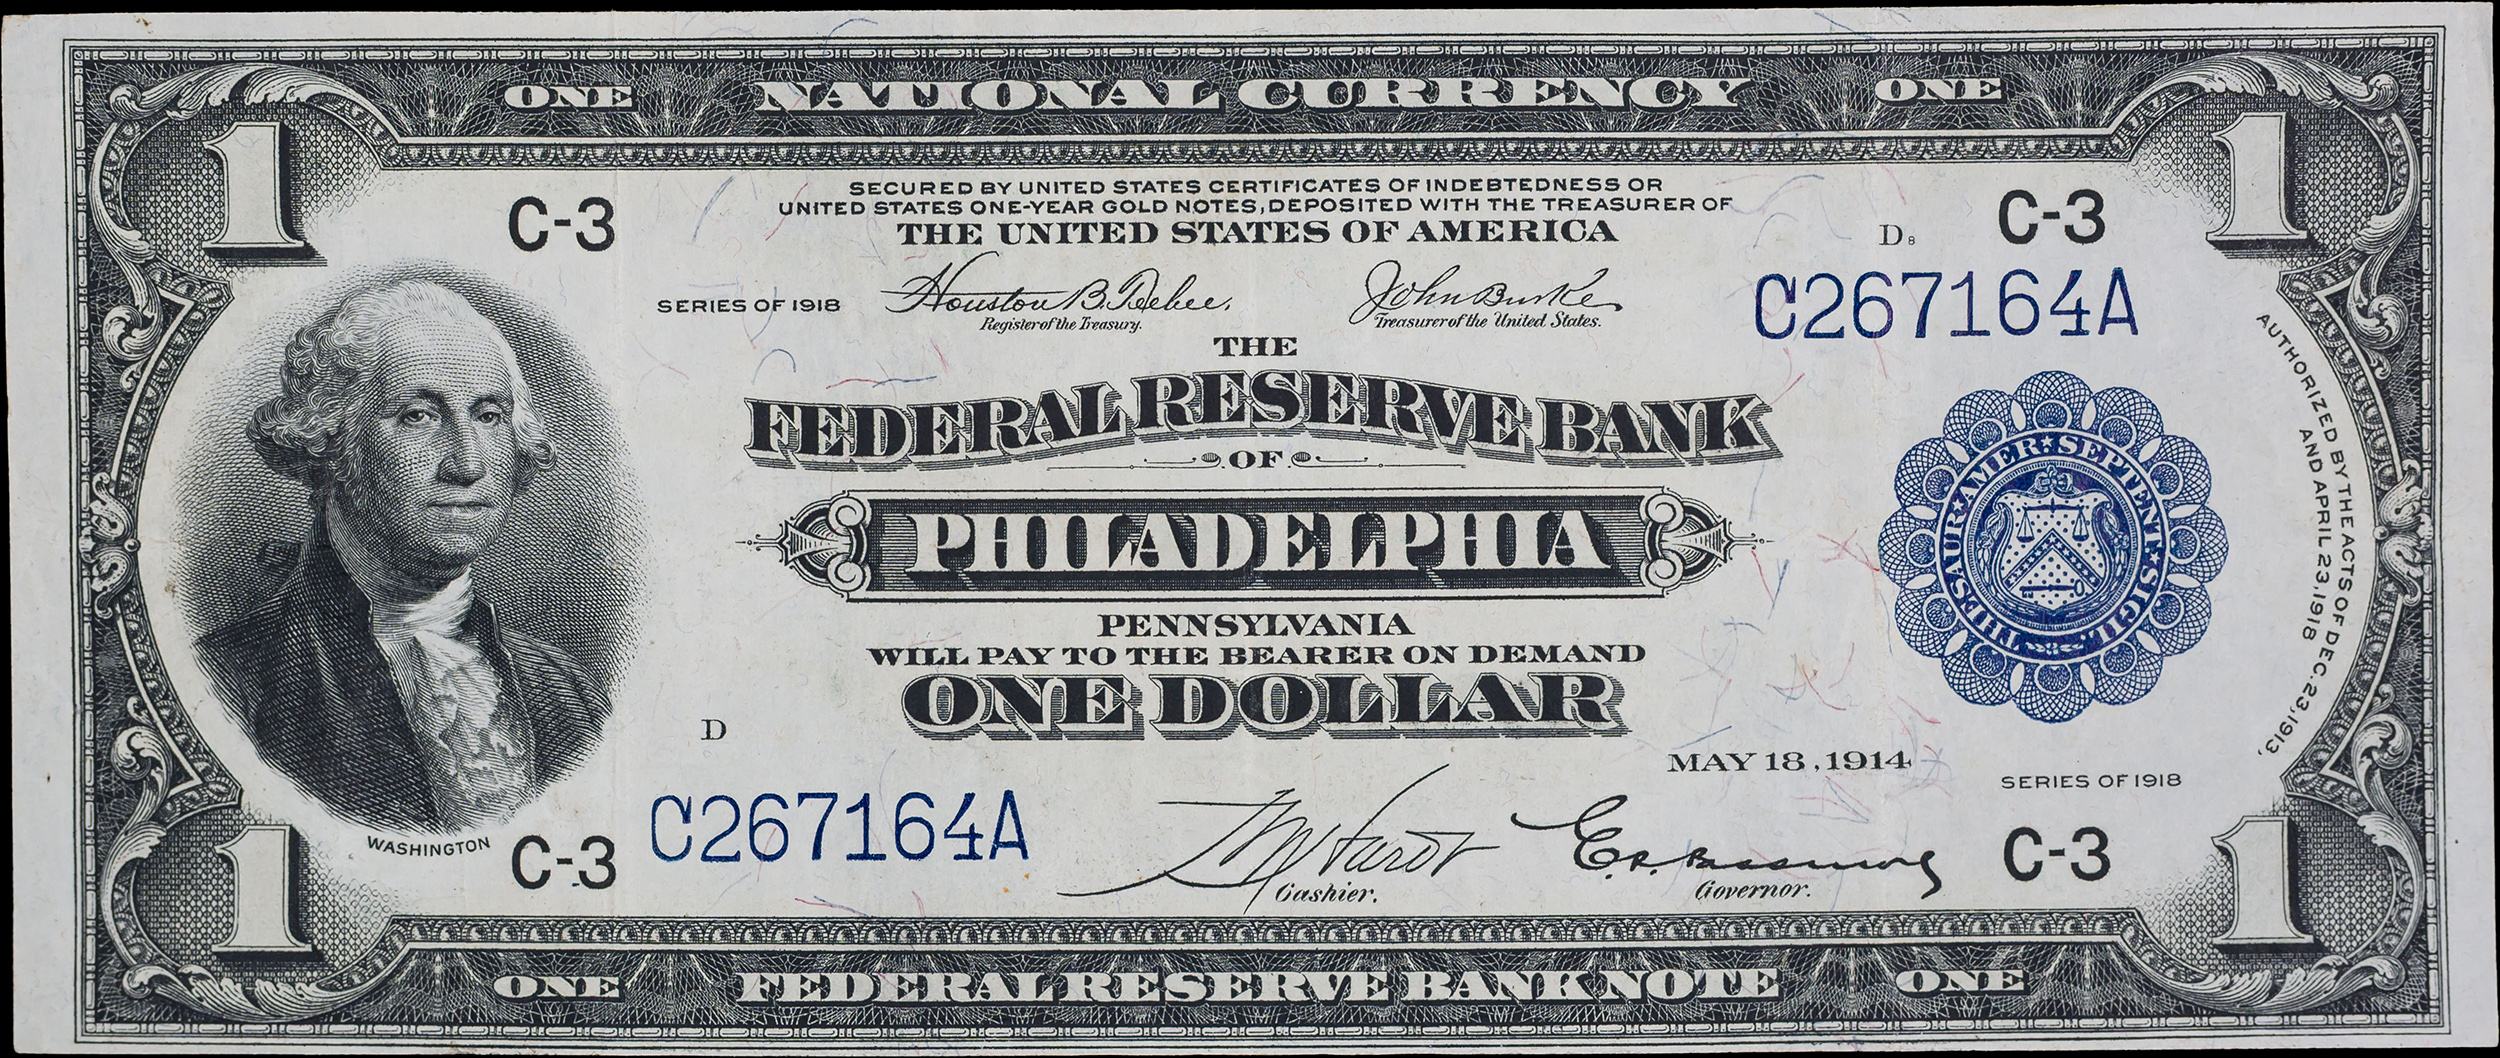 ONE NATIONAL CURRENCY ONE
1 1
SECURED BY UNITED STATES CERTIFICATES OF INDEBTEDNESS OR
UNITED STATES ONE-YEAR GOLD NOTES, DEPOSITED WITH THE TREASURER OF
THE UNITED STATES OF AMERICA
C-3 D8 C-3
C267164A
SERIES OF 1918 Houston B. Teehee. John Burke
Register of the Treasury. Treasurer of the United States.
THE
FEDERAL RESERVE BANK
OF
PHILADELPHIA
PENNSYLVANIA
WILL PAY TO THE BEARER ON DEMAND
ONE DOLLAR
THESAUR★AMER★SEPTENT★SIGIL
AUTHORIZED BY THE ACTS OF DEC. 23, 1913,
AND APRIL 23, 1918
D
MAY 18, 1914
SERIES OF 1918
C267164A
WASHINGTON
C-3 C-3
Cashier. Governor.
1 1
ONE FEDERAL RESERVE BANK NOTE ONE